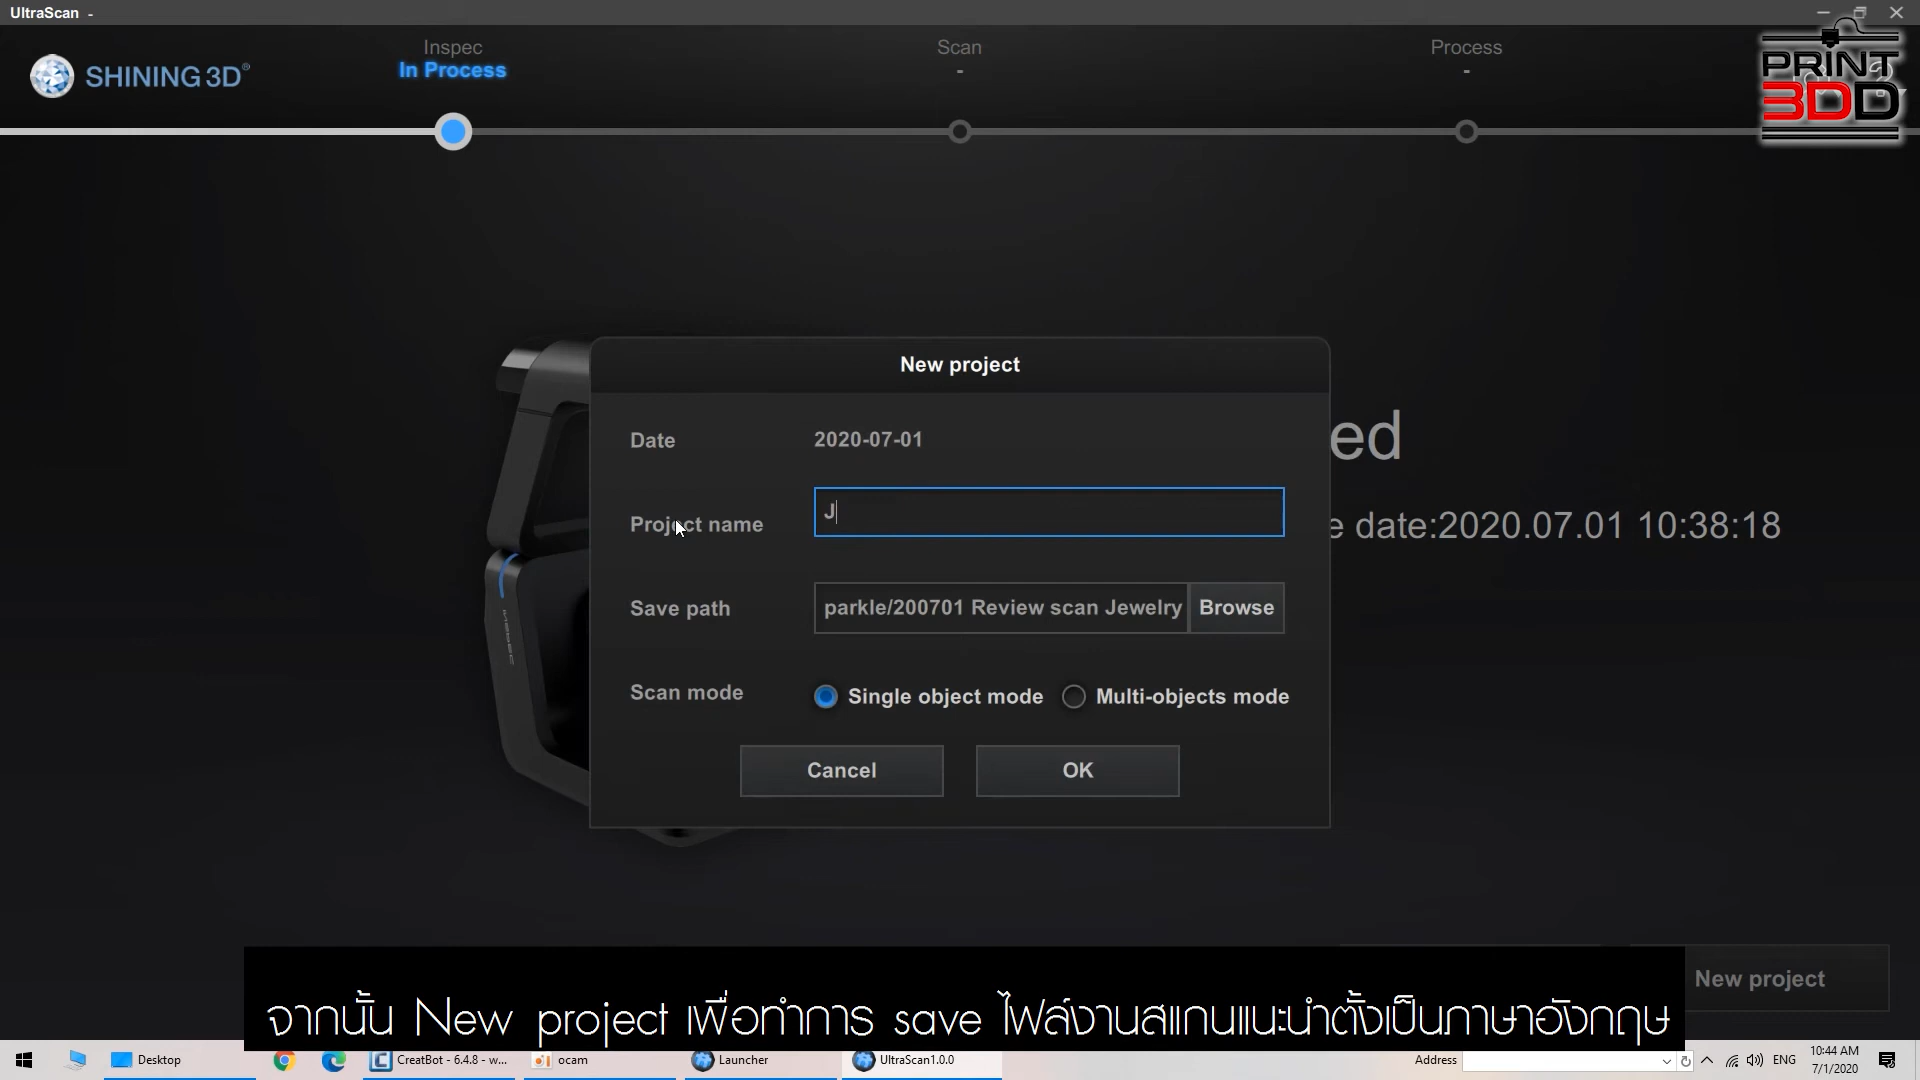 UltraScan -
SHINING 3D®
Inspec
In Process
Scan
-
Process
-
PRINT
3DD
New project
Date
2020-07-01
ed
Project name
J
e date:2020.07.01 10:38:18
Save path
parkle/200701 Review scan Jewelry
Browse
Scan mode
Single object mode
Multi-objects mode
Cancel
OK
New project
จากนั้น New project เพื่อทำการ save ไฟล์งานสแกนแนะนำตั้งเป็นภาษาอังกฤษ
Desktop
CreatBot - 6.4.8 - w...
ocam
Launcher
UltraScan1.0.0
Address
ENG
10:44 AM
7/1/2020